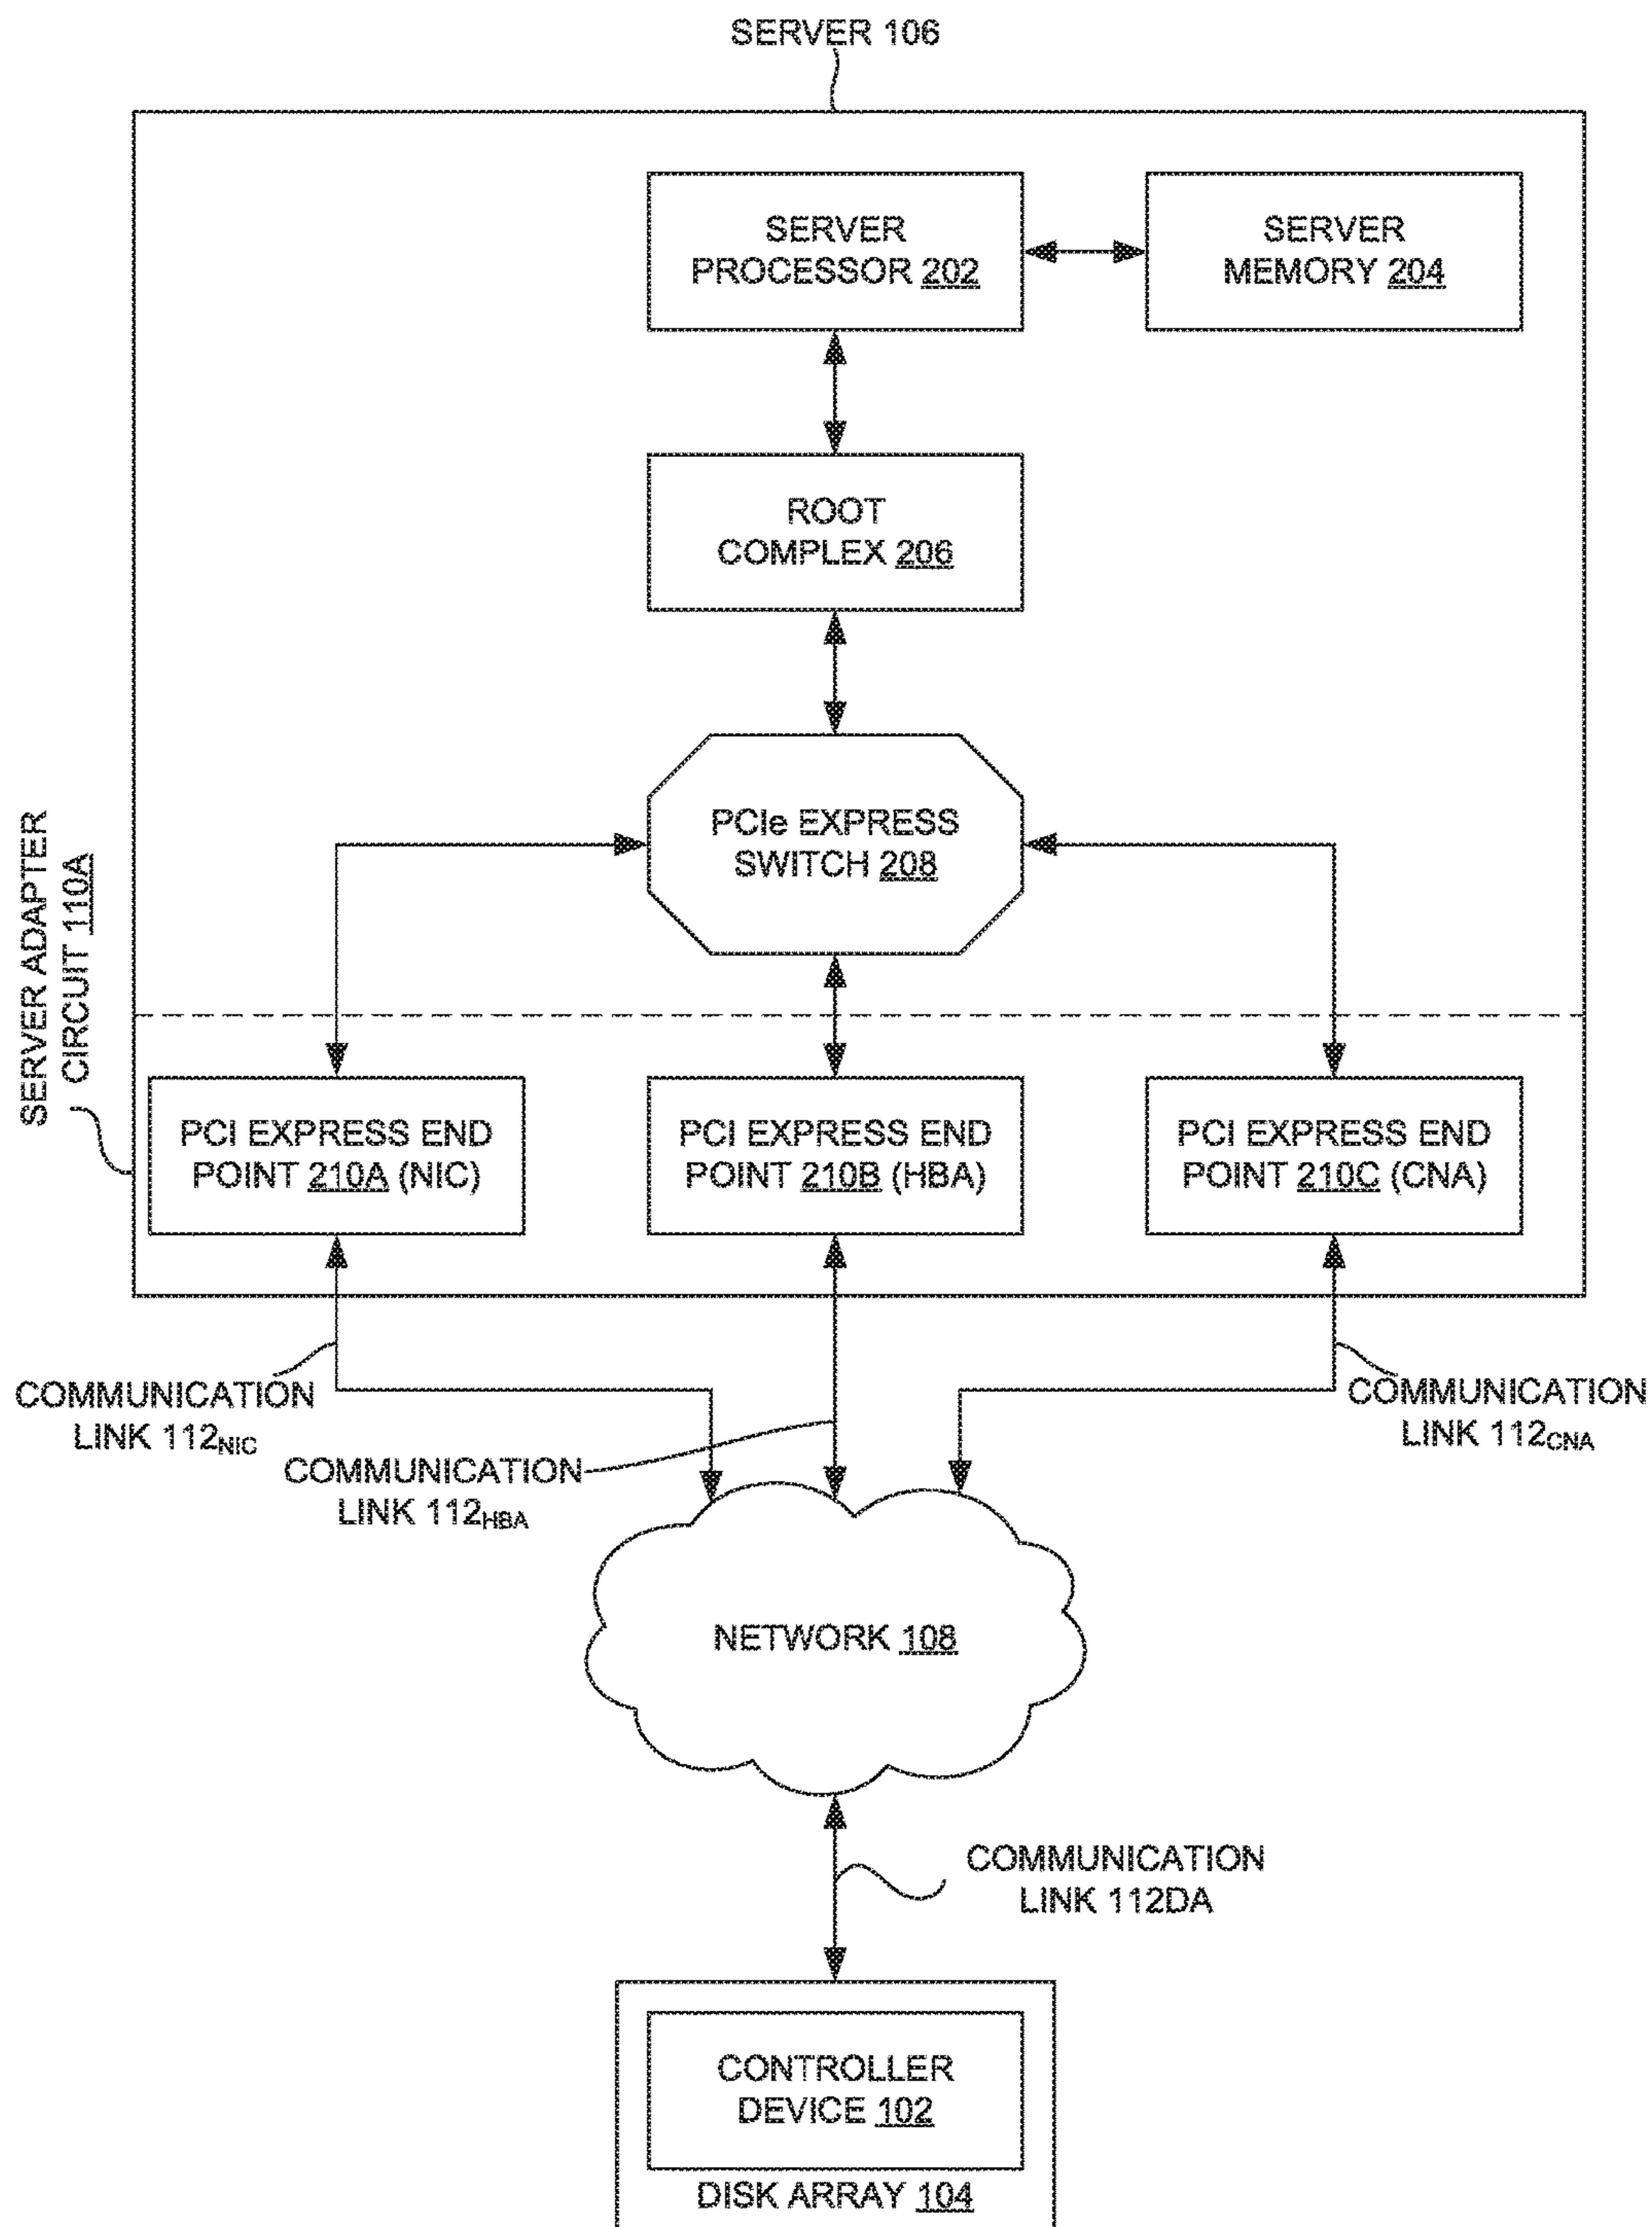 SERVER 106
SERVER
PROCESSOR 202
SERVER
MEMORY 204
ROOT
COMPLEX 206
PCIe EXPRESS
SWITCH 208
SERVER ADAPTER
CIRCUIT 110A
PCI EXPRESS END
POINT 210A (NIC)
PCI EXPRESS END
POINT 210B (HBA)
PCI EXPRESS END
POINT 210C (CNA)
COMMUNICATION
LINK 112NIC
COMMUNICATION
LINK 112HBA
COMMUNICATION
LINK 112CNA
NETWORK 108
COMMUNICATION
LINK 112DA
CONTROLLER
DEVICE 102
DISK ARRAY 104